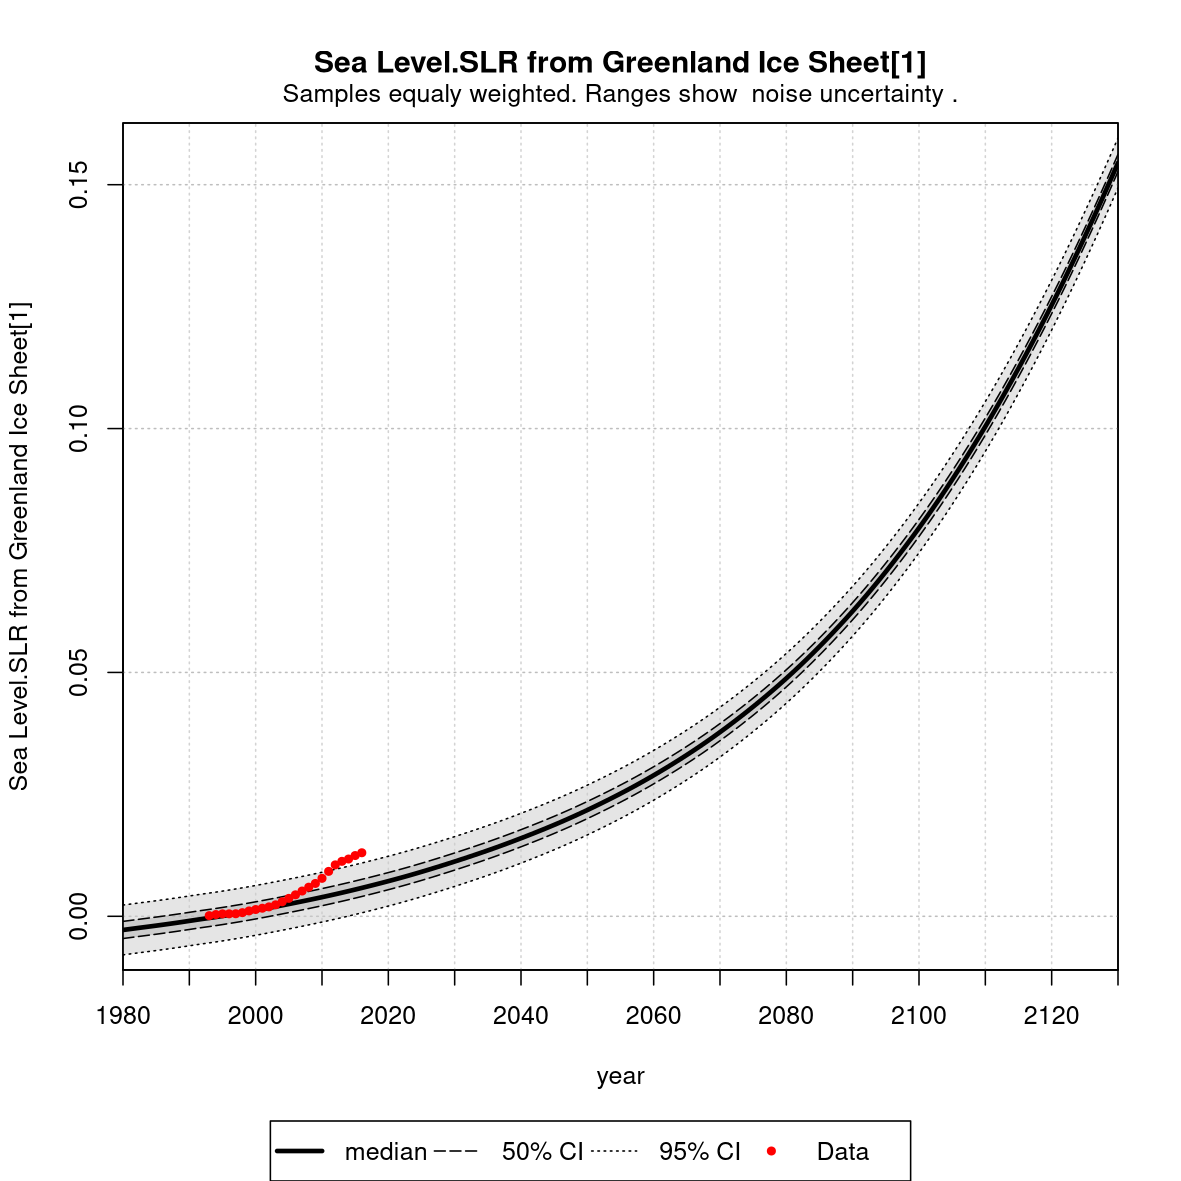 Sea Level.SLR from Greenland Ice Sheet[1]
Samples equaly weighted. Ranges show  noise uncertainty .
Sea Level.SLR from Greenland Ice Sheet[1]
0.15
0.10
0.05
0.00
1980 2000 2020 2040 2060 2080 2100 2120
year
median 50% CI 95% CI Data